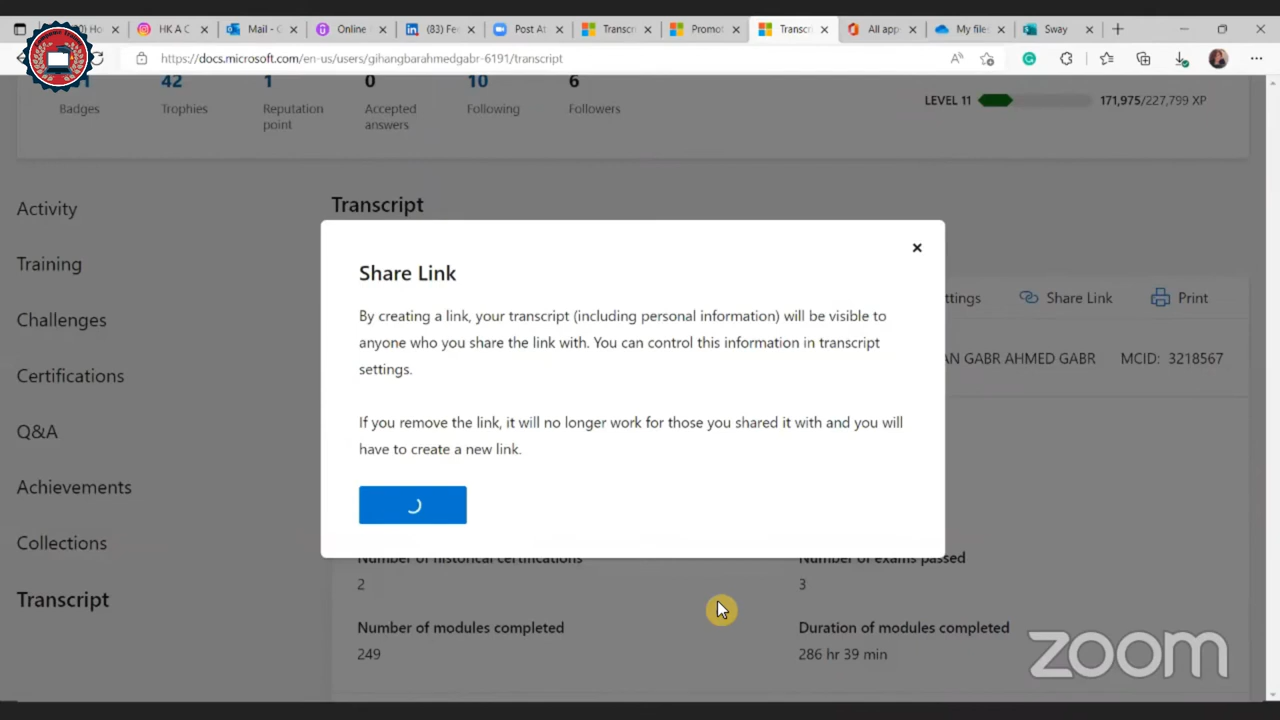 HK A C
Mail - G
Online
(83) Fee
Post At
Transcri
Promot
Transcri
All app
My files
Sway
https://docs.microsoft.com/en-us/users/gihangbarahmedgabr-6191/transcript
42
1
0
10
6
Badges
Trophies
Reputation
point
Accepted
answers
Following
Followers
LEVEL 11
171,975/227,799 XP
Activity
Training
Challenges
Certifications
Q&A
Achievements
Collections
Transcript
Transcript
ttings
Share Link
Print
AN GABR AHMED GABR
MCID: 3218567
Share Link
By creating a link, your transcript (including personal information) will be visible to
anyone who you share the link with. You can control this information in transcript
settings.
If you remove the link, it will no longer work for those you shared it with and you will
have to create a new link.
Number of historical certifications
2
Number of exams passed
3
Number of modules completed
249
Duration of modules completed
286 hr 39 min
zoom